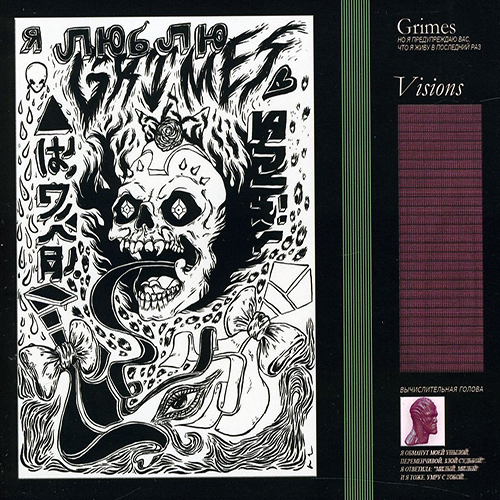 Я ЛЮБЛЮ
GRIMES
Grimes
НО Я ПРЕДУПРЕЖДАЮ ВАС,
ЧТО Я ЖИВУ В ПОСЛЕДНИЙ РАЗ
Visions
ВЫЧИСЛИТЕЛЬНАЯ ГОЛОВА
Я ОБМАНУТ МОЕЙ УНЫЛОЙ,
ПЕРЕМЕНЧИВОЙ, ЗЛОЙ СУДЬБОЙ".
Я ОТВЕТИЛА: "МИЛЫЙ, МИЛЫЙ!
И Я ТОЖЕ. УМРУ С ТОБОЙ...